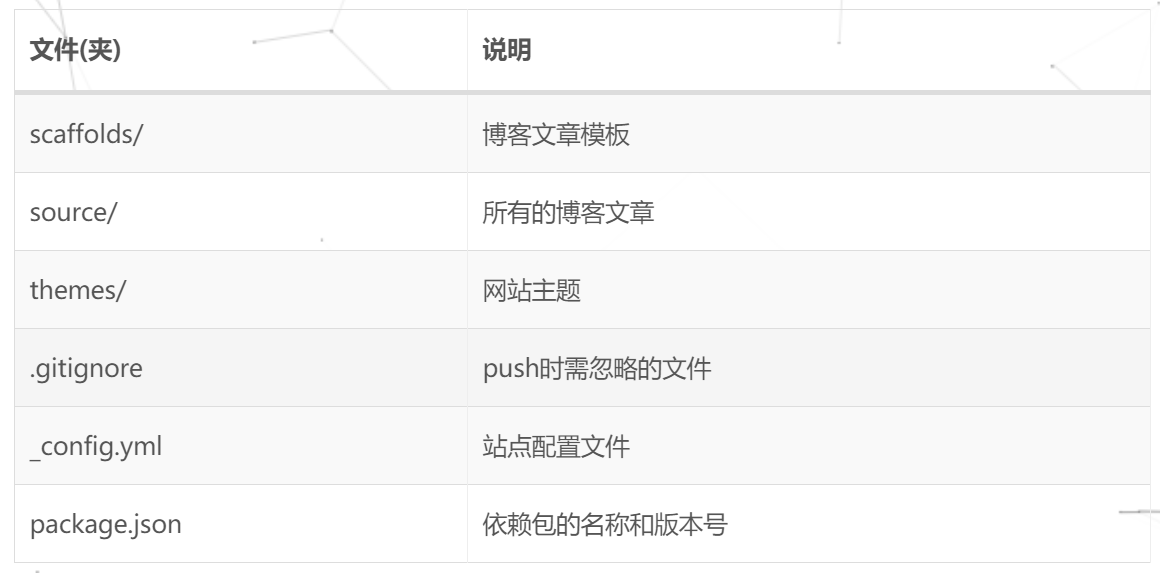 文件(夹) 说明
scaffolds/ 博客文章模板
source/ 所有的博客文章
themes/ 网站主题
.gitignore push时需忽略的文件
_config.yml 站点配置文件
package.json 依赖包的名称和版本号